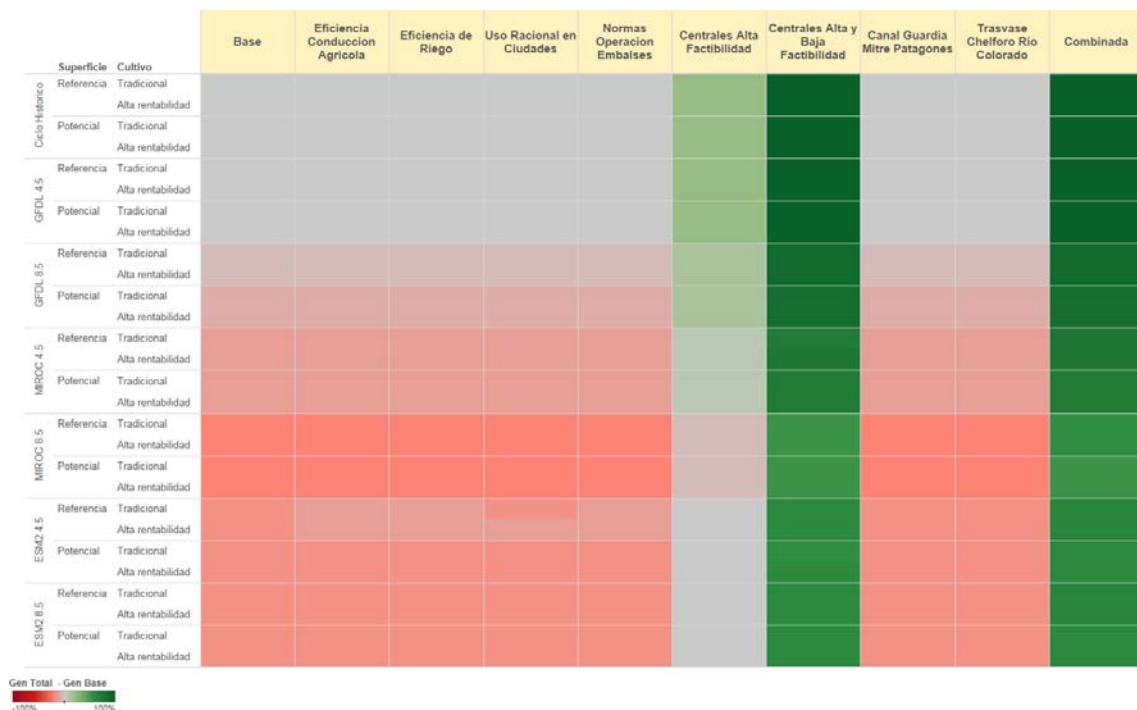 Base
Eficiencia
Conduccion
Agricola
Eficiencia de
Riego
Uso Racional en
Ciudades
Normas
Operacion
Embalses
Centrales Alta
Factibilidad
Centrales Alta y
Baja
Factibilidad
Canal Guardia
Mitre Patagones
Trasvase
Chelforo Rio
Colorado
Combinada
Superficie Cultivo
Ciclo Historico
Referencia Tradicional
Alta rentabilidad
Potencial Tradicional
Alta rentabilidad
GFDL 4.5
Referencia Tradicional
Alta rentabilidad
Potencial Tradicional
Alta rentabilidad
GFDL 8.5
Referencia Tradicional
Alta rentabilidad
Potencial Tradicional
Alta rentabilidad
MIROC 4.5
Referencia Tradicional
Alta rentabilidad
Potencial Tradicional
Alta rentabilidad
MIROC 8.5
Referencia Tradicional
Alta rentabilidad
Potencial Tradicional
Alta rentabilidad
ESM2 4.5
Referencia Tradicional
Alta rentabilidad
Potencial Tradicional
Alta rentabilidad
ESM2 8.5
Referencia Tradicional
Alta rentabilidad
Potencial Tradicional
Alta rentabilidad
Gen Total - Gen Base
-100% 100%